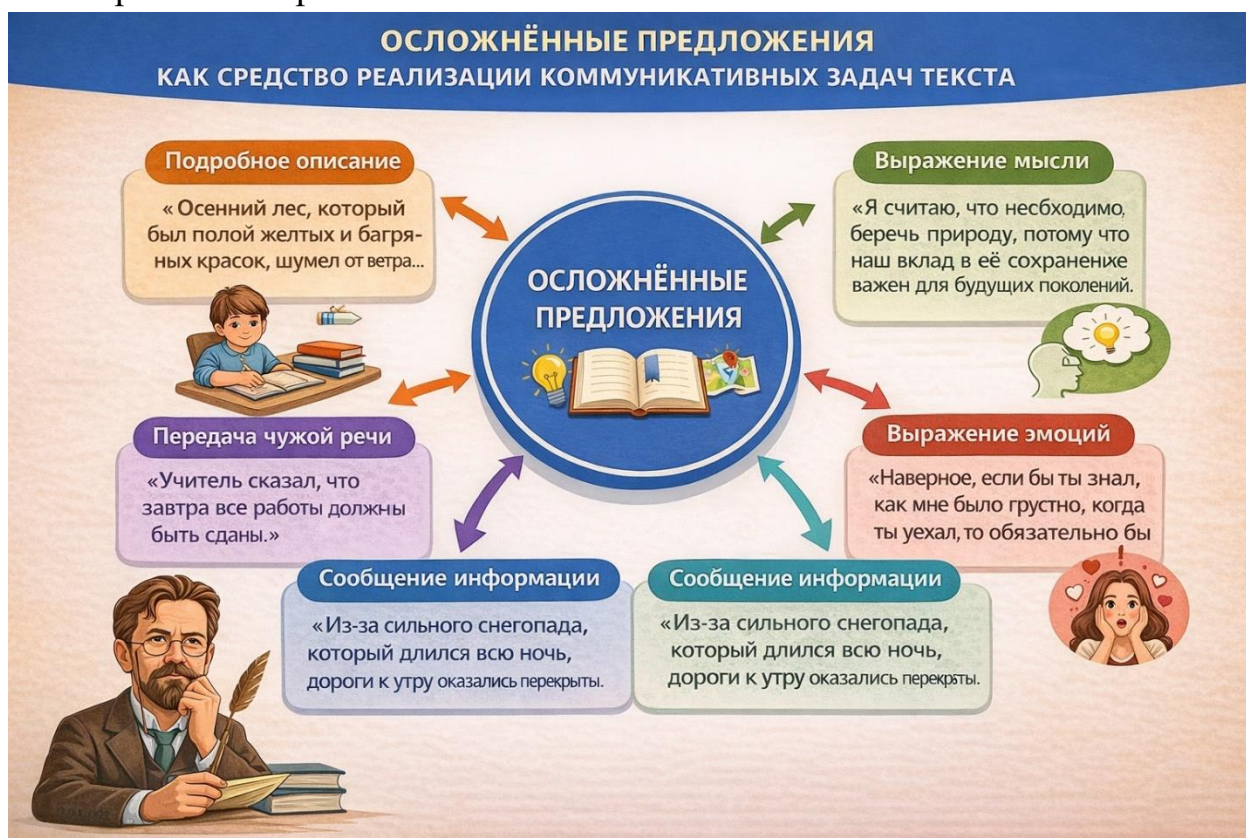 ОСЛОЖНЁННЫЕ ПРЕДЛОЖЕНИЯ
КАК СРЕДСТВО РЕАЛИЗАЦИИ КОММУНИКАТИВНЫХ ЗАДАЧ ТЕКСТА
Подробное описание
«Осенний лес, который
был полой желтых и багря-
ных красок, шумел от ветра...
Выражение мысли
«Я считаю, что несбходимо,
беречь природу, потому что
наш вклад в её сохранение
важен для будущих поколений.
ОСЛОЖНЁННЫЕ
ПРЕДЛОЖЕНИЯ
Передача чужой речи
«Учитель сказал, что
завтра все работы должны
быть сданы.»
Выражение эмоций
«Наверное, если бы ты знал,
как мне было грустно, когда
ты уехал, то обязательно бы
Сообщение информации
«Из-за сильного снегопада,
который длился всю ночь,
дороги к утру оказались перекрыты.
Сообщение информации
«Из-за сильного снегопада,
который длился всю ночь,
дороги к утру оказались